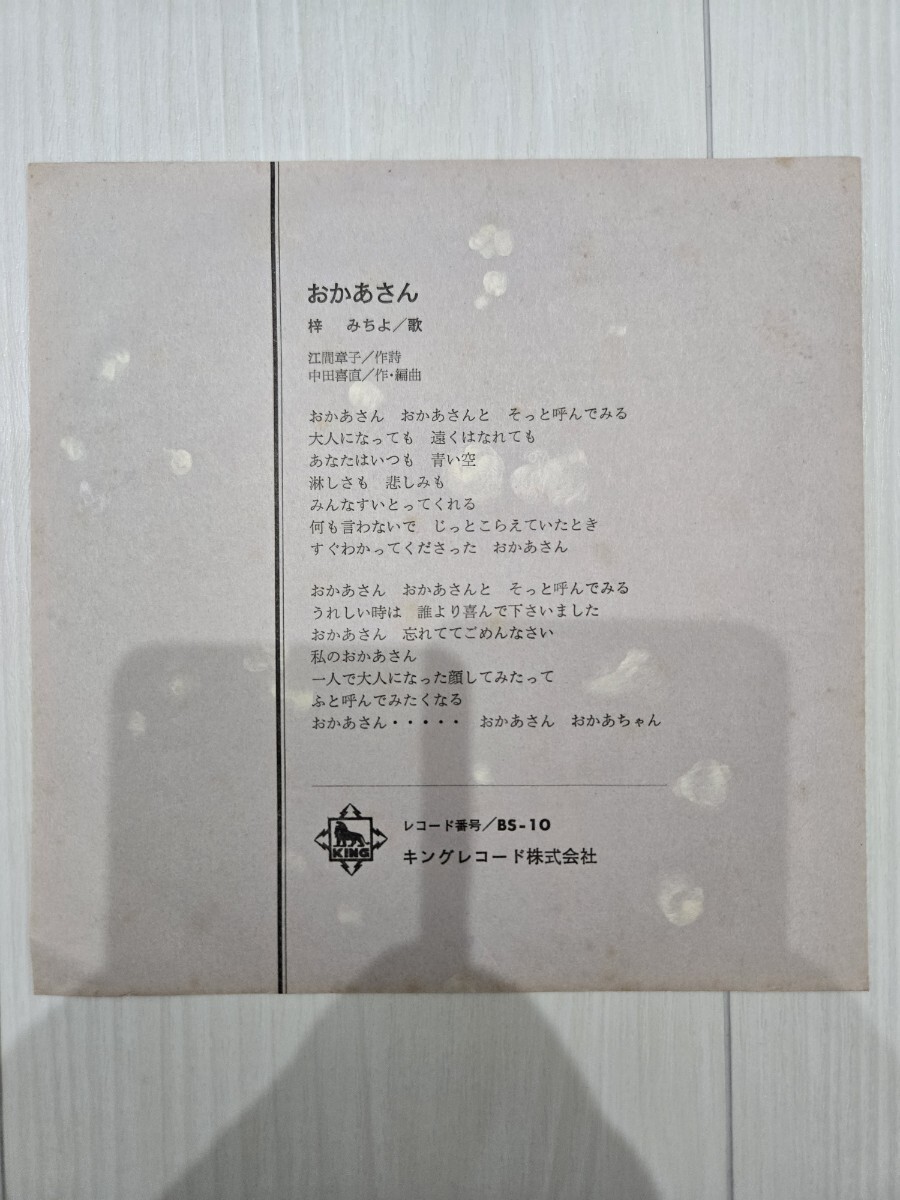 おかあさん
梓　みちよ／歌
江間章子／作詩
中田喜直／作・編曲
おかあさん　おかあさんと　そっと呼んでみる
大人になっても　遠くはなれても
あなたはいつも　青い空
淋しさも　悲しみも
みんなすいとってくれる
何も言わないで　じっとこらえていたとき
すぐわかってくださった　おかあさん
おかあさん　おかあさんと　そっと呼んでみる
うれしい時は　誰より喜んで下さいました
おかあさん　忘れててごめんなさい
私のおかあさん
一人で大人になった顔してみたって
ふと呼んでみたくなる
おかあさん・・・・・　おかあさん　おかあちゃん
KING
レコード番号／BS-10
キングレコード株式会社